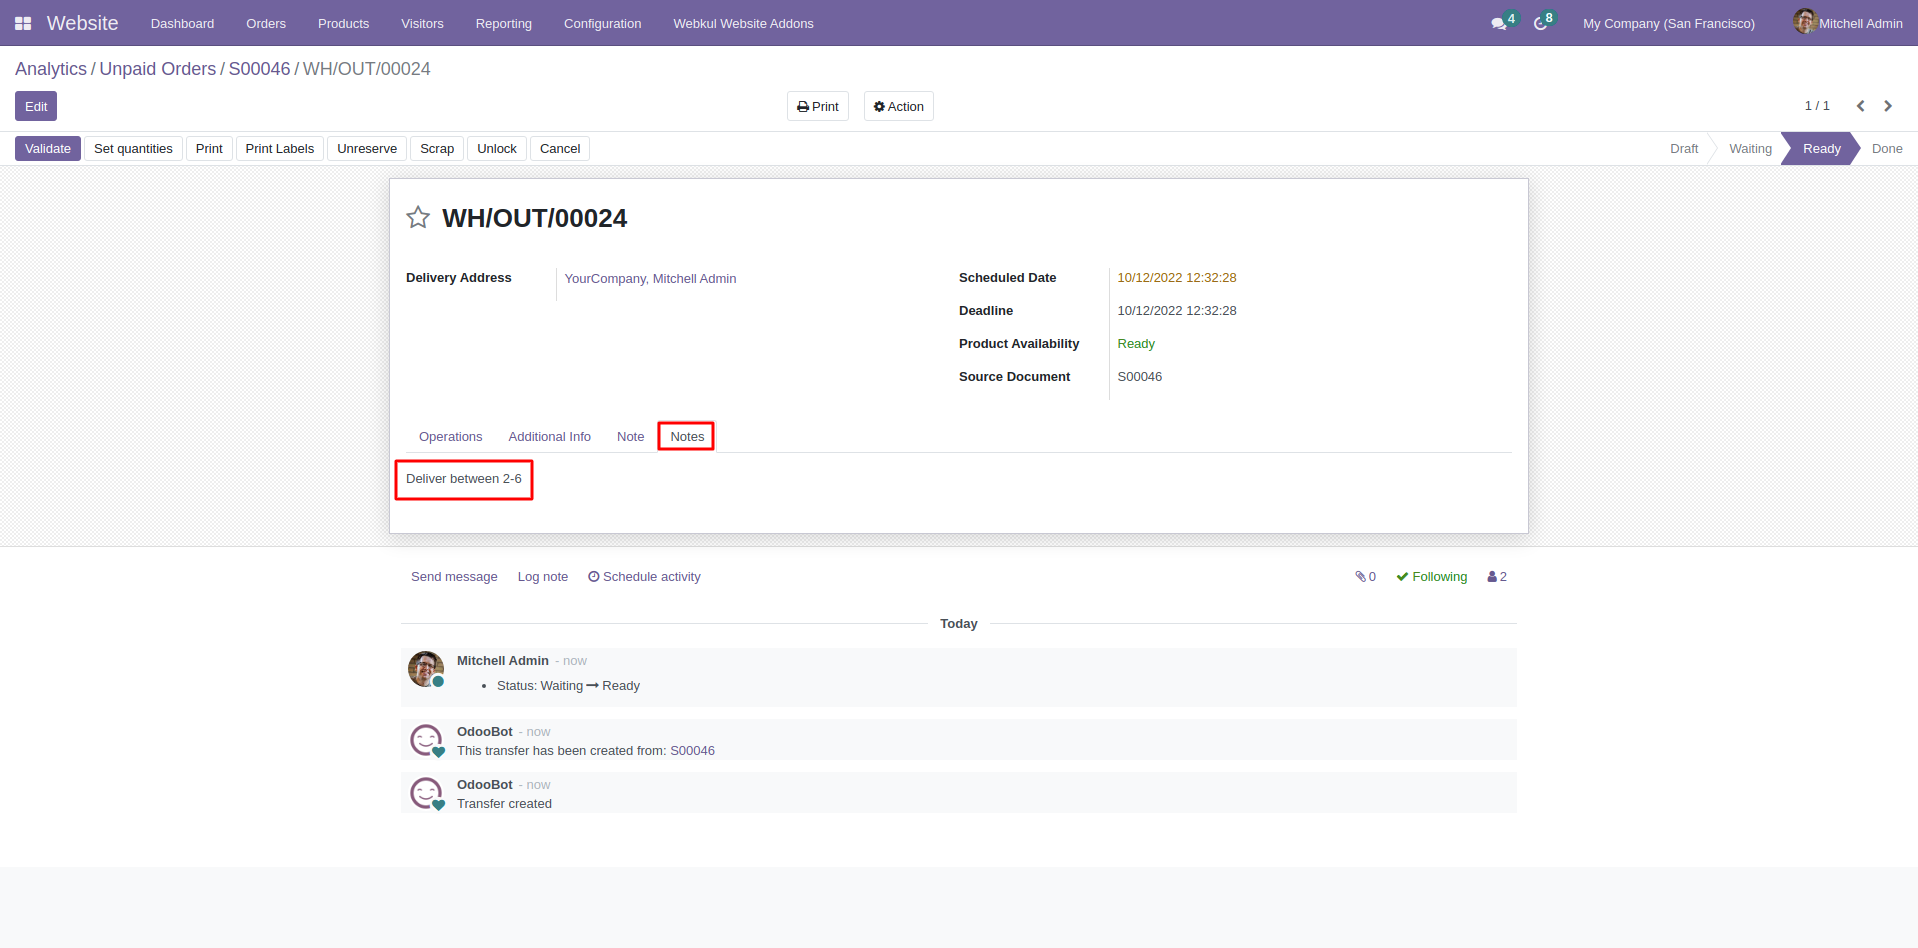 Website Dashboard Orders Products Visitors Reporting Configuration Webkul Website Addons 4 8 My Company (San Francisco) Mitchell Admin
Analytics / Unpaid Orders / S00046 / WH/OUT/00024
Edit Print Action 1 / 1
Validate Set quantities Print Print Labels Unreserve Scrap Unlock Cancel Draft Waiting Ready Done
WH/OUT/00024
Delivery Address YourCompany, Mitchell Admin
Scheduled Date 10/12/2022 12:32:28
Deadline 10/12/2022 12:32:28
Product Availability Ready
Source Document S00046
Operations Additional Info Note Notes
Deliver between 2-6
Send message Log note Schedule activity 0 Following 2
Today
Mitchell Admin - now
• Status: Waiting → Ready
OdooBot - now
This transfer has been created from: S00046
OdooBot - now
Transfer created